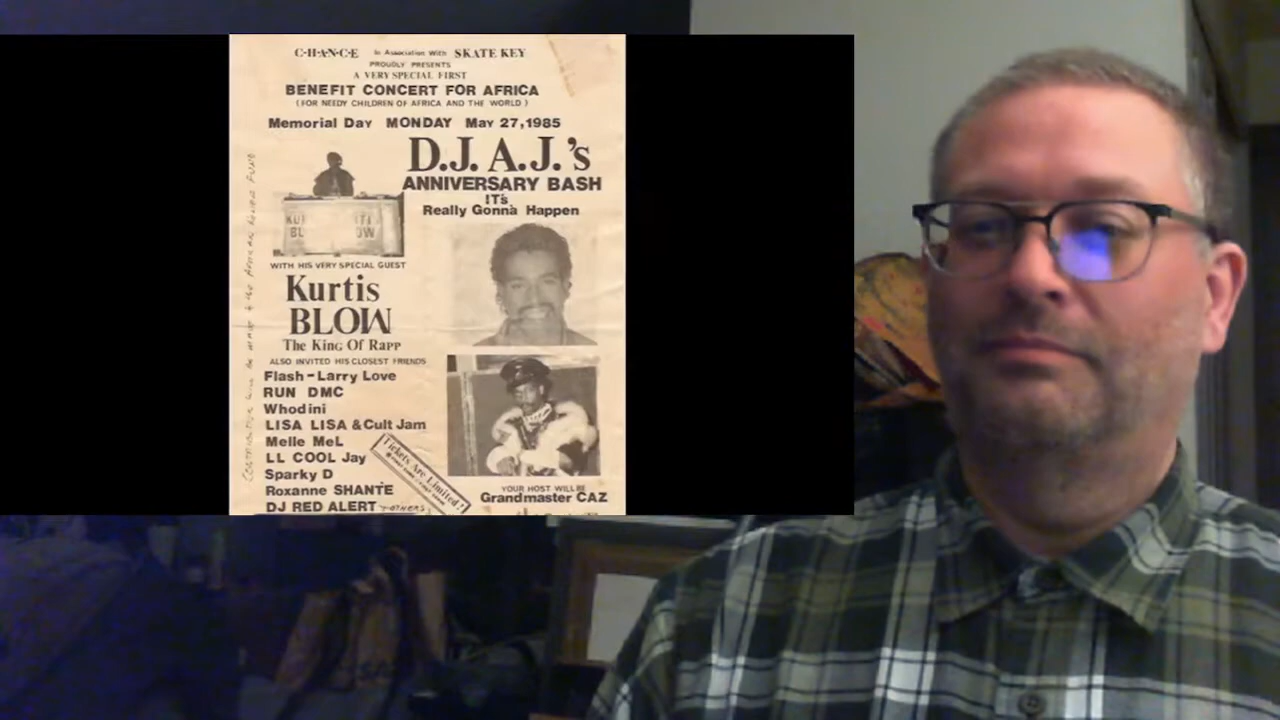 C-H-A-N-C-E In Association With SKATE KEY
PROUDLY PRESENTS
A VERY SPECIAL FIRST
BENEFIT CONCERT FOR AFRICA
(FOR NEEDY CHILDREN OF AFRICA AND THE WORLD)
Memorial Day MONDAY May 27, 1985
D.J. A.J.'s
ANNIVERSARY BASH
IT's
Really Gonna Happen
WITH HIS VERY SPECIAL GUEST
Kurtis
BLOW
The King Of Rapp
ALSO INVITED HIS CLOSEST FRIENDS
Flash-Larry Love
RUN DMC
Whodini
LISA LISA & Cult Jam
Melle Mel
LL COOL Jay
Sparky D
Roxanne SHANTE
DJ RED ALERT -OTHERS
Tickets Are Limited!
YOUR HOST WILL BE
Grandmaster CAZ